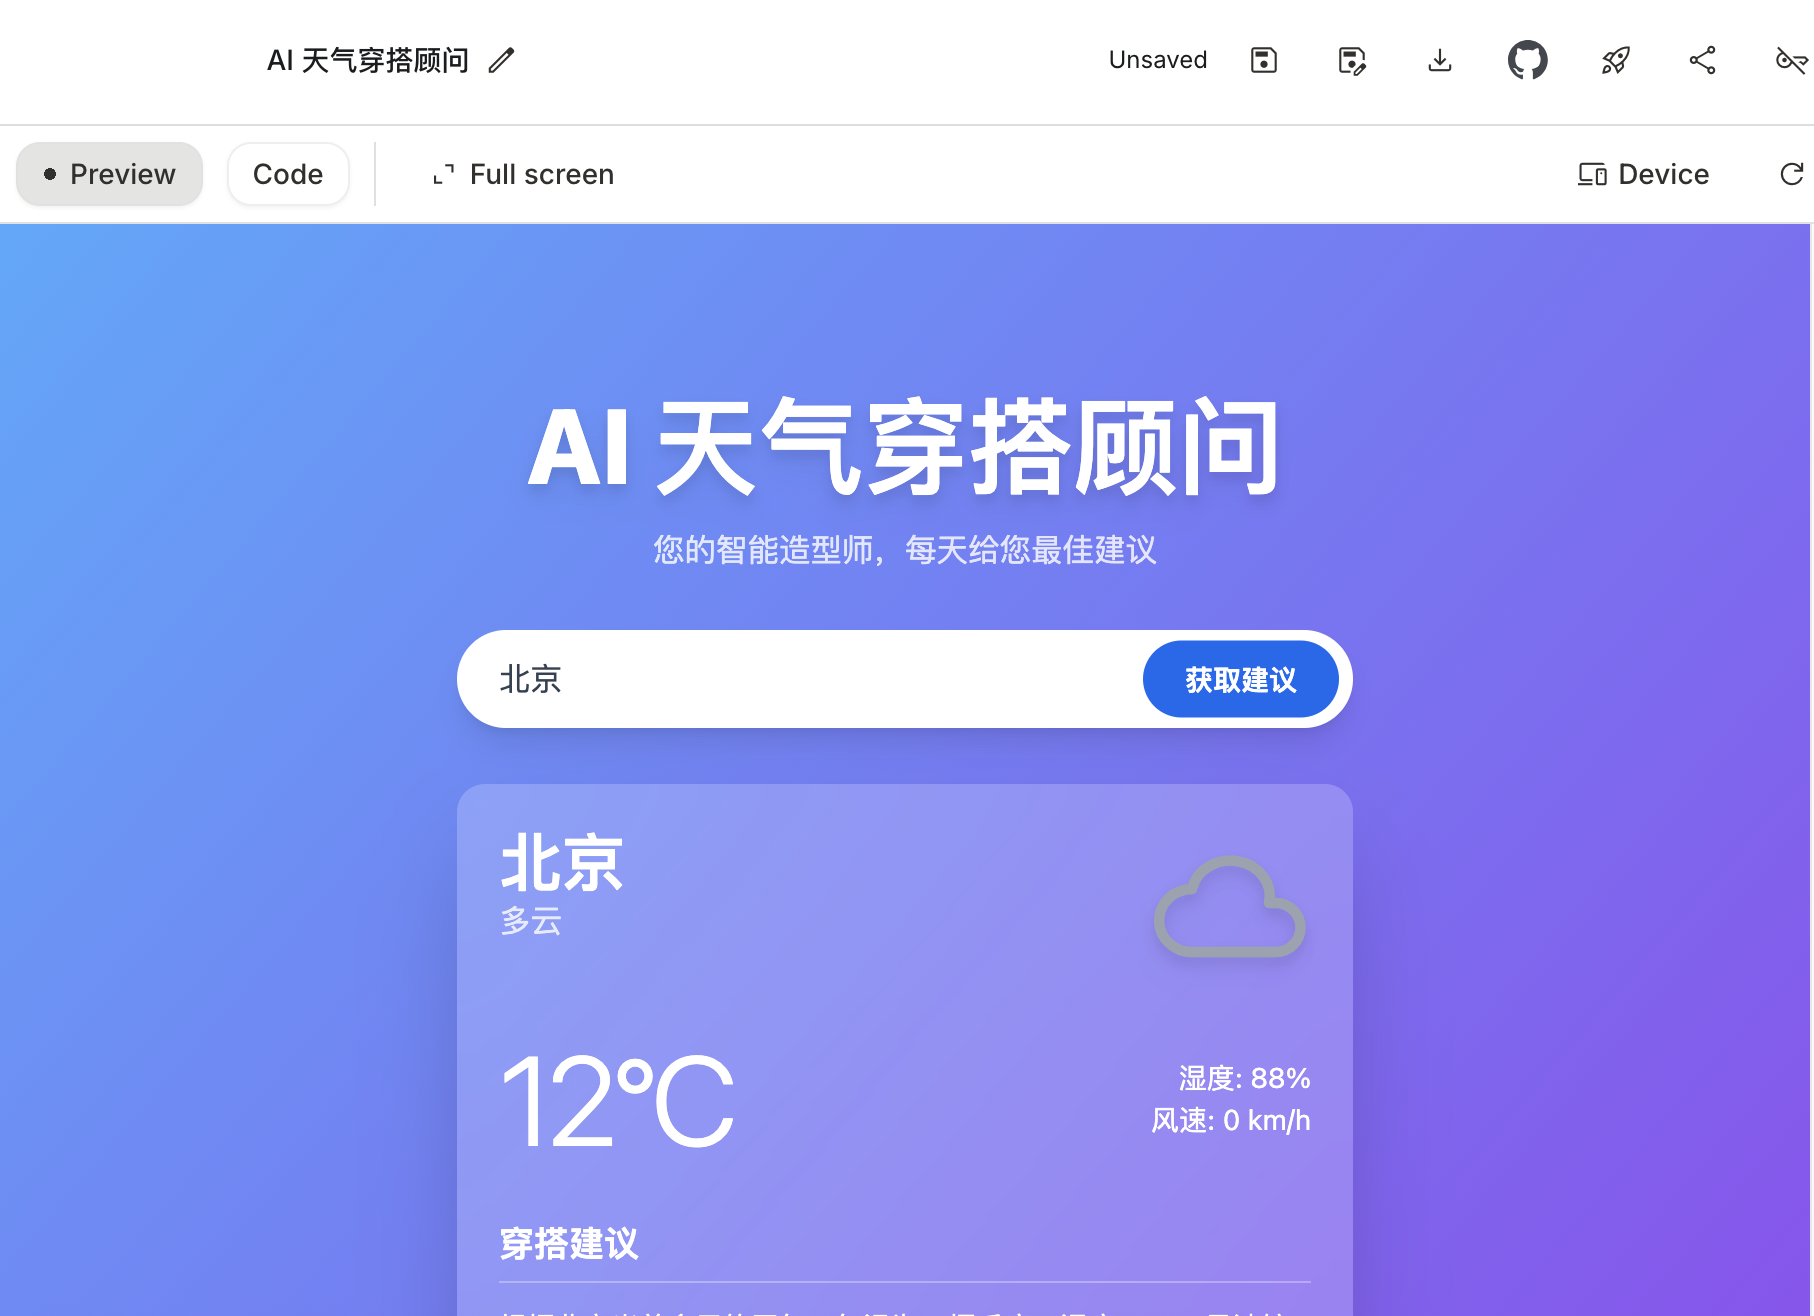 AI 天气穿搭顾问
Unsaved
Preview
Code
Full screen
Device
AI 天气穿搭顾问
您的智能造型师，每天给您最佳建议
北京
获取建议
北京
多云
12°C
湿度: 88%
风速: 0 km/h
穿搭建议